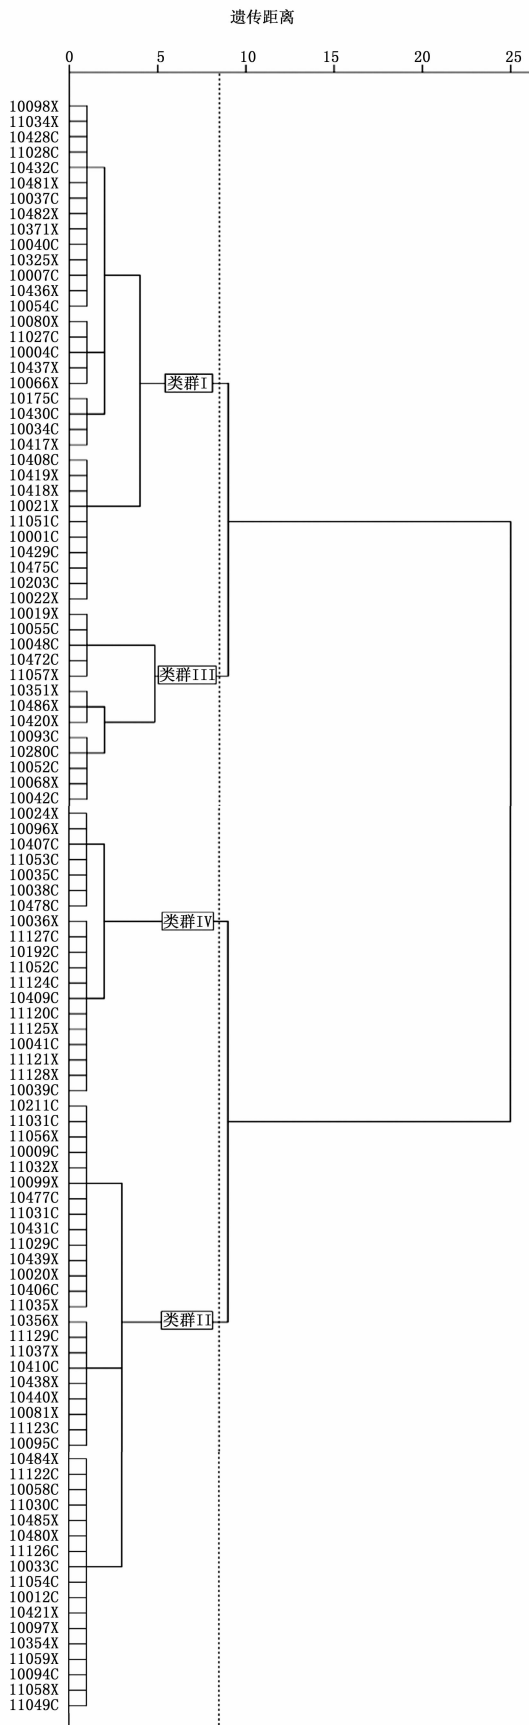 遗传距离
0 5 10 15 20 25
10098X
11034X
10428C
11028C
10432C
10481X
10037C
10482X
10371X
10040C
10325X
10007C
10436X
10054C
10080X
11027C
10004C
10437X
10066X 类群I
10175C
10430C
10034C
10417X
10408C
10419X
10418X
10021X
11051C
10001C
10429C
10475C
10203C
10022X
10019X
10055C
10048C
10472C
11057X 类群III
10351X
10486X
10420X
10093C
10280C
10052C
10068X
10042C
10024X
10096X
10407C
11053C
10035C
10038C
10478C
10036X 类群IV
11127C
10192C
11052C
11124C
10409C
11120C
11125X
10041C
11121X
11128X
10039C
10211C
11031C
11056X
10009C
11032X
10099X
10477C
11031C
10431C
11029C
10439X
10020X
10406C
11035X
10356X 类群II
11129C
11037X
10410C
10438X
10440X
10081X
11123C
10095C
10484X
11122C
10058C
11030C
10485X
10480X
11126C
10033C
11054C
10012C
10421X
10097X
10354X
11059X
10094C
11058X
11049C